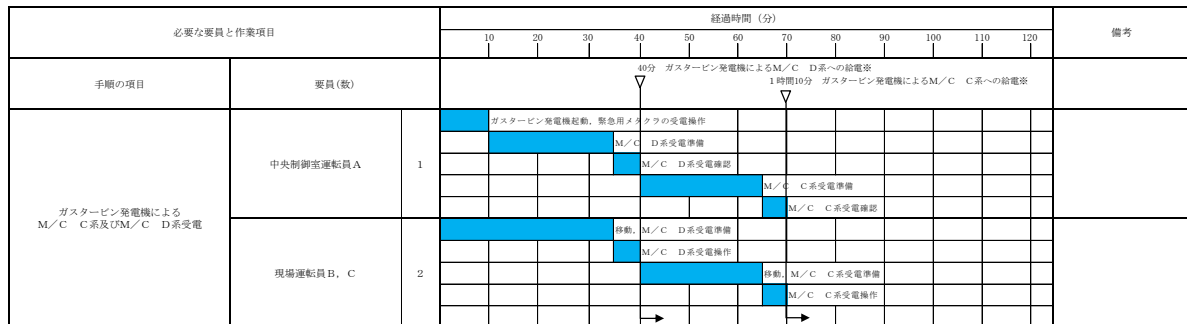 必要な要員と作業項目
経過時間（分）
備考
10 20 30 40 50 60 70 80 90 100 110 120
手順の項目
要員(数)
40分　ガスタービン発電機によるM／C　D系への給電※
1時間10分　ガスタービン発電機によるM／C　C系への給電※
ガスタービン発電機による
M／C　C系及びM／C　D系受電
中央制御室運転員A
1
ガスタービン発電機起動，緊急用メタクラの受電操作
M／C　D系受電準備
M／C　D系受電確認
M／C　C系受電準備
M／C　C系受電確認
現場運転員B，C
2
移動，M／C　D系受電準備
M／C　D系受電操作
移動，M／C　C系受電準備
M／C　C系受電操作